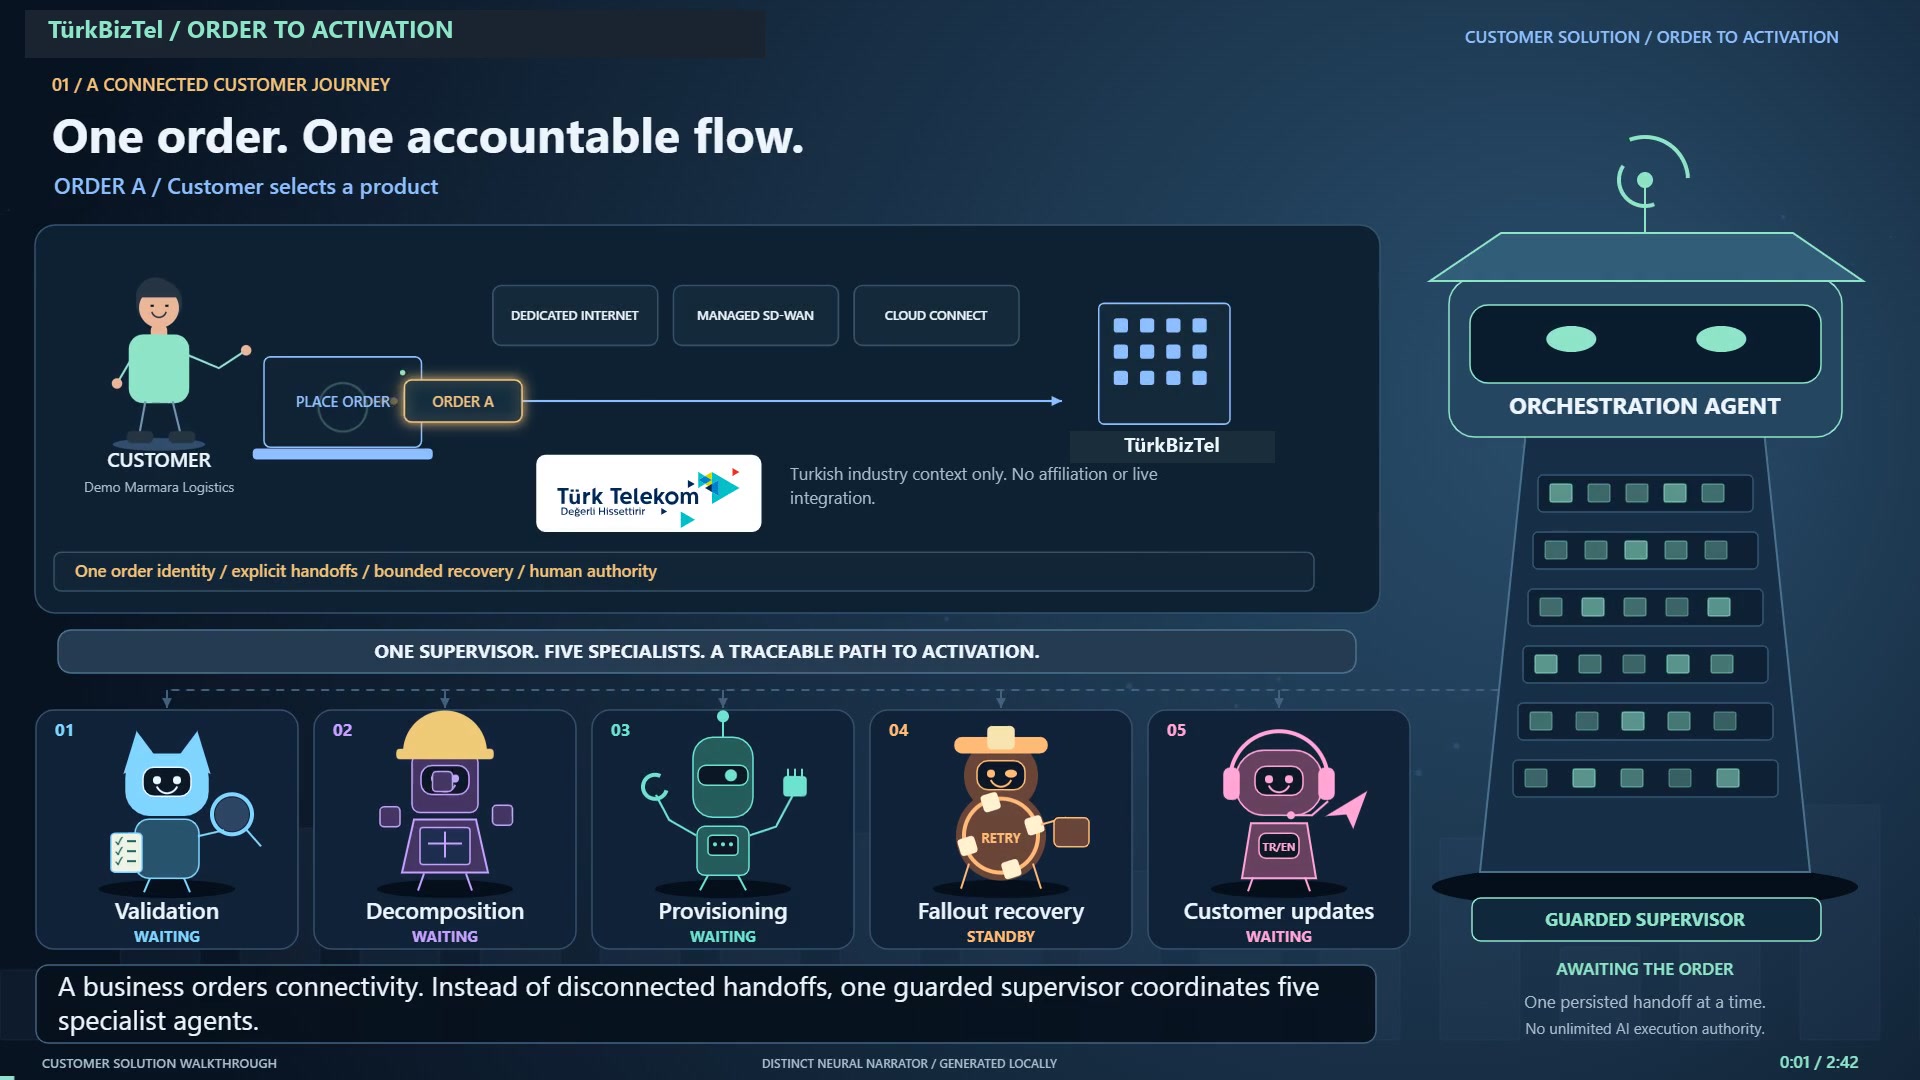 TürkBizTel / ORDER TO ACTIVATION
CUSTOMER SOLUTION / ORDER TO ACTIVATION
01 / A CONNECTED CUSTOMER JOURNEY
One order. One accountable flow.
ORDER A / Customer selects a product
DEDICATED INTERNET
MANAGED SD-WAN
CLOUD CONNECT
PLACE ORDER
ORDER A
TürkBizTel
CUSTOMER
Demo Marmara Logistics
Türk Telekom
Değerli Hissettirir
Turkish industry context only. No affiliation or live
integration.
One order identity / explicit handoffs / bounded recovery / human authority
ORCHESTRATION AGENT
ONE SUPERVISOR. FIVE SPECIALISTS. A TRACEABLE PATH TO ACTIVATION.
01
Validation
WAITING
02
Decomposition
WAITING
03
Provisioning
WAITING
04
RETRY
Fallout recovery
STANDBY
05
TR/EN
Customer updates
WAITING
GUARDED SUPERVISOR
AWAITING THE ORDER
One persisted handoff at a time.
No unlimited AI execution authority.
A business orders connectivity. Instead of disconnected handoffs, one guarded supervisor coordinates five
specialist agents.
CUSTOMER SOLUTION WALKTHROUGH
DISTINCT NEURAL NARRATOR / GENERATED LOCALLY
0:01 / 2:42